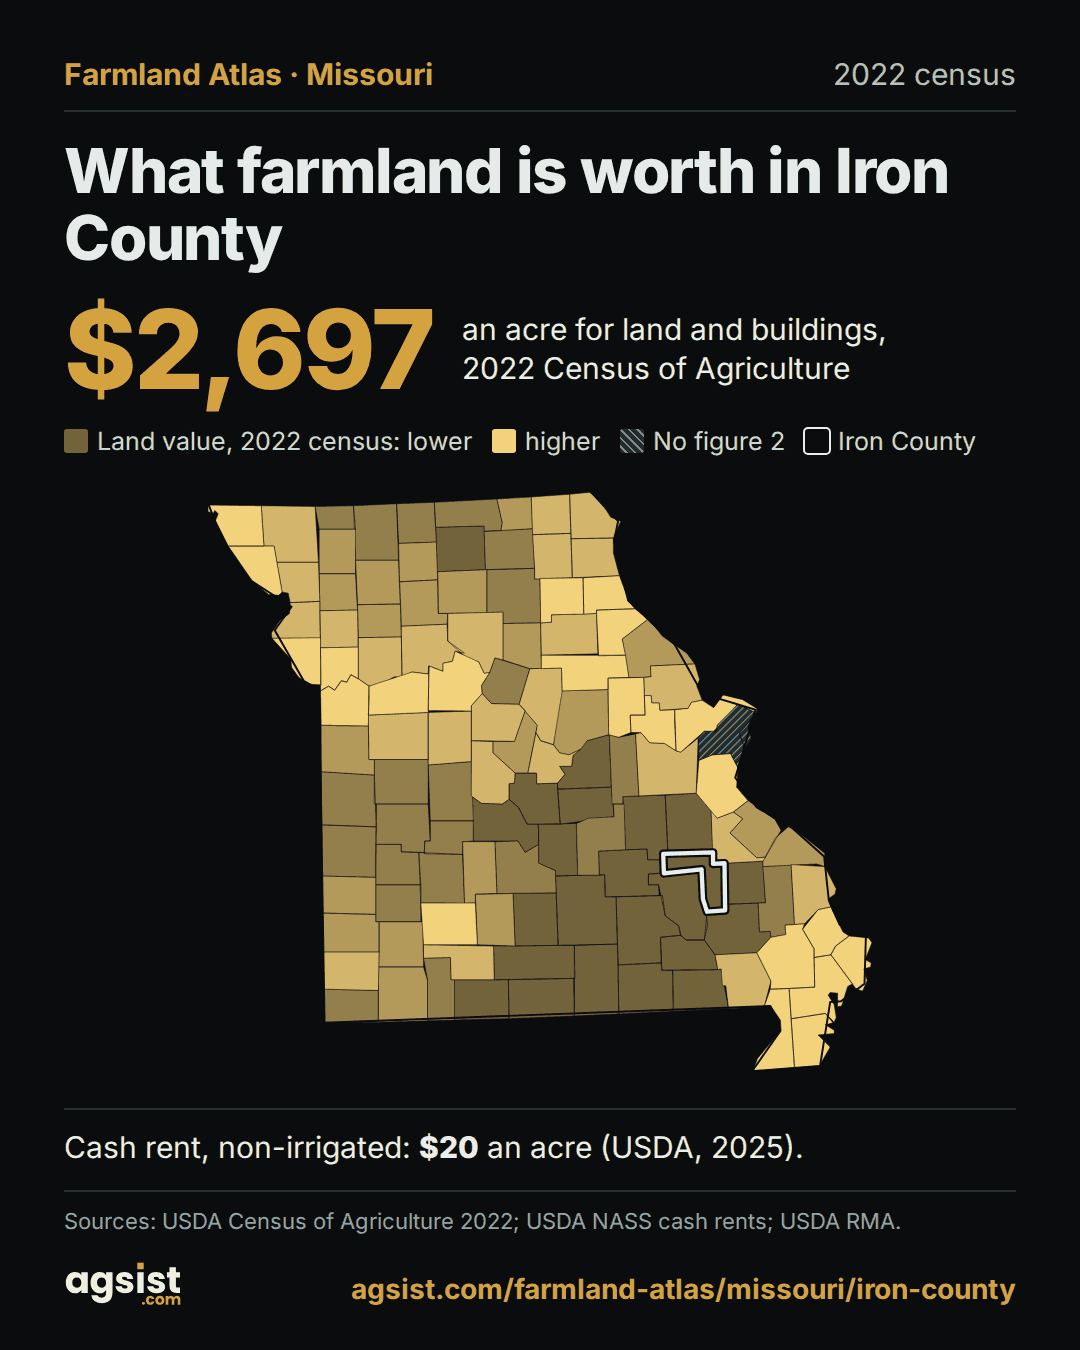 Farmland Atlas · Missouri
2022 census
What farmland is worth in Iron
County
$2,697
an acre for land and buildings,
2022 Census of Agriculture
Land value, 2022 census: lower
higher
No figure 2
Iron County
Cash rent, non-irrigated: $20 an acre (USDA, 2025).
Sources: USDA Census of Agriculture 2022; USDA NASS cash rents; USDA RMA.
agsist
.com
agsist.com/farmland-atlas/missouri/iron-county